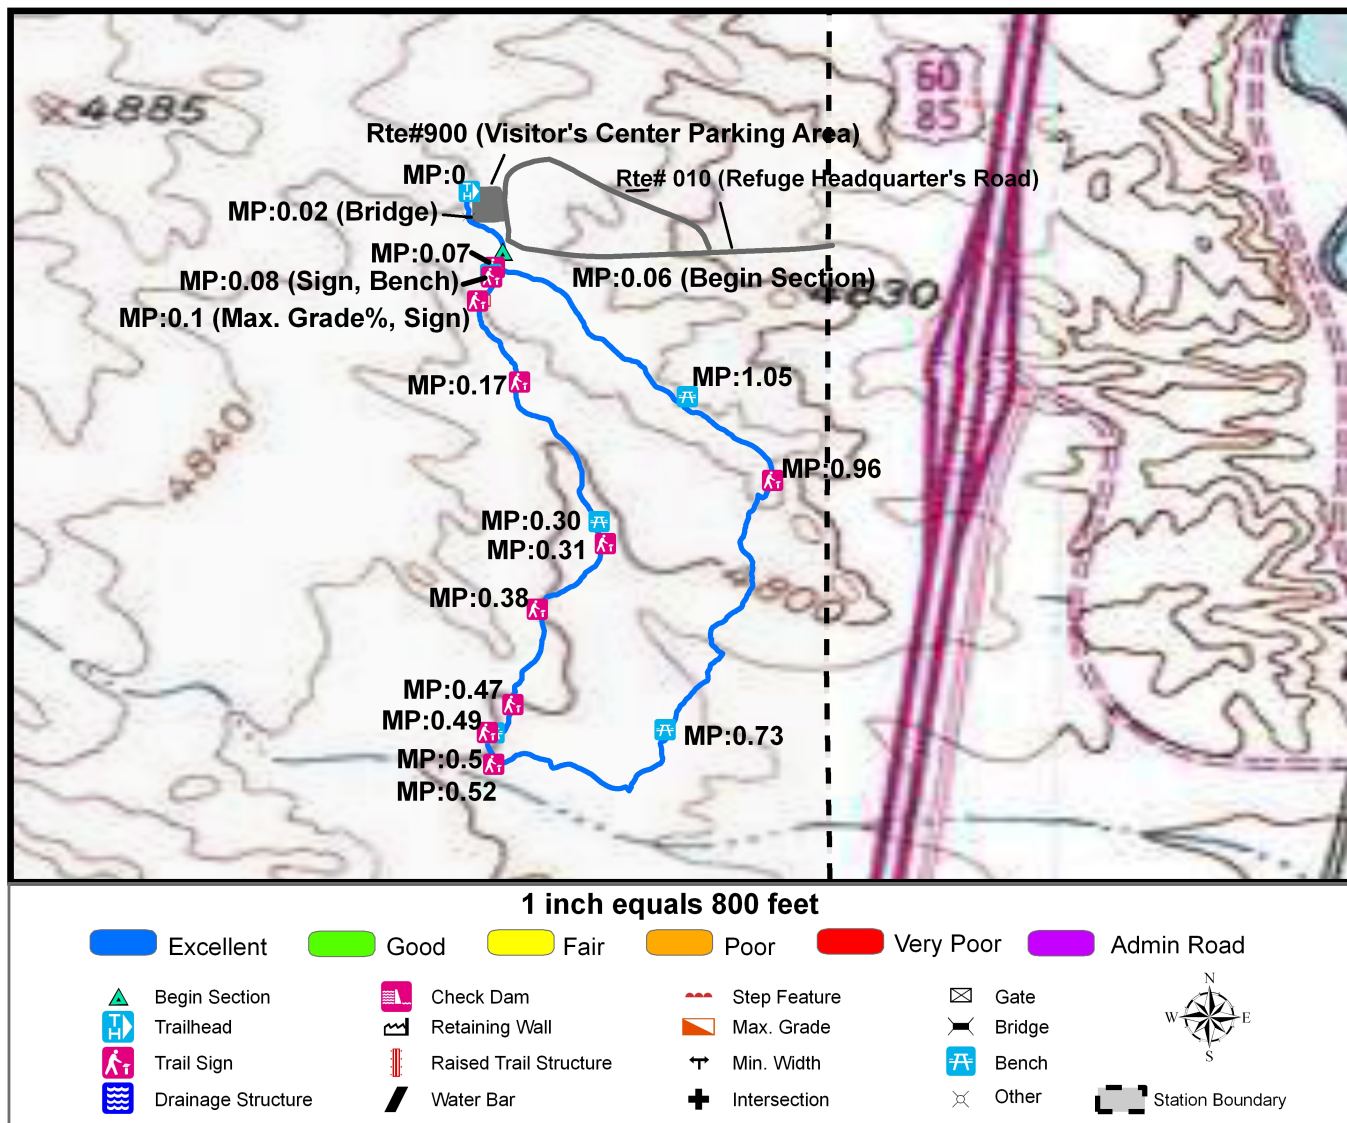 4885
60
85
Rte#900 (Visitor's Center Parking Area)
MP:0
TH
Rte# 010 (Refuge Headquarter's Road)
MP:0.02 (Bridge)
MP:0.07
MP:0.08 (Sign, Bench)
MP:0.06 (Begin Section)
4830
MP:0.1 (Max. Grade%, Sign)
MP:0.17
MP:1.05
4840
MP:0.96
MP:0.30
MP:0.31
4800
MP:0.38
MP:0.47
MP:0.49
MP:0.73
MP:0.5
MP:0.52
1 inch equals 800 feet
Excellent
Good
Fair
Poor
Very Poor
Admin Road
Begin Section
Check Dam
Step Feature
Gate
N
TH
Trailhead
Retaining Wall
Max. Grade
Bridge
W
E
Trail Sign
Raised Trail Structure
Min. Width
Bench
S
Drainage Structure
Water Bar
Intersection
Other
Station Boundary